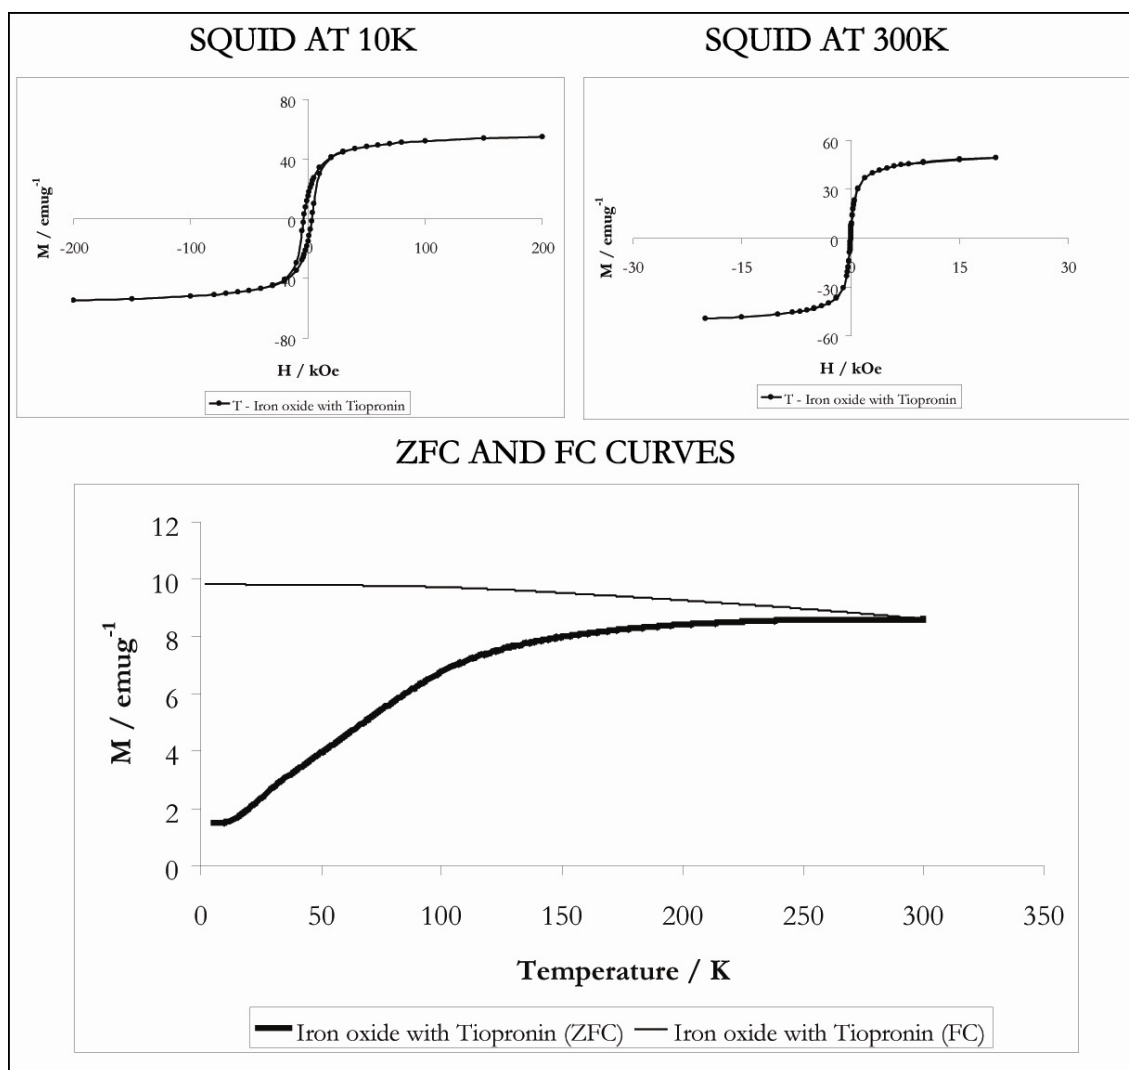 SQUID AT 10K
SQUID AT 300K
80
40
0
-40
-80
-200
-100
0
100
200
M / emug⁻¹
H / kOe
T - Iron oxide with Tiopronin
60
30
0
-30
-60
-30
-15
0
15
30
M / emug⁻¹
H / kOe
T - Iron oxide with Tiopronin
ZFC AND FC CURVES
12
10
8
6
4
2
0
M / emug⁻¹
0 50 100 150 200 250 300 350
Temperature / K
Iron oxide with Tiopronin (ZFC) Iron oxide with Tiopronin (FC)